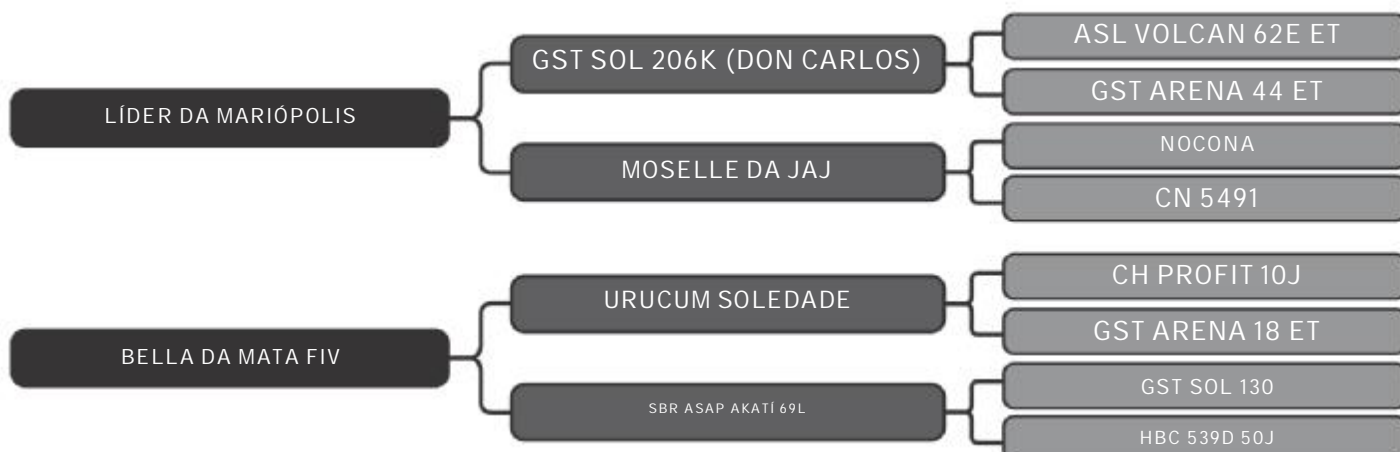 LÍDER DA MARIÓPOLIS
GST SOL 206K (DON CARLOS)
ASL VOLCAN 62E ET
GST ARENA 44 ET
MOSELLE DA JAJ
NOCONA
CN 5491
BELLA DA MATA FIV
URUCUM SOLEDADE
CH PROFIT 10J
GST ARENA 18 ET
SBR ASAP AKATÍ 69L
GST SOL 130
HBC 539D 50J